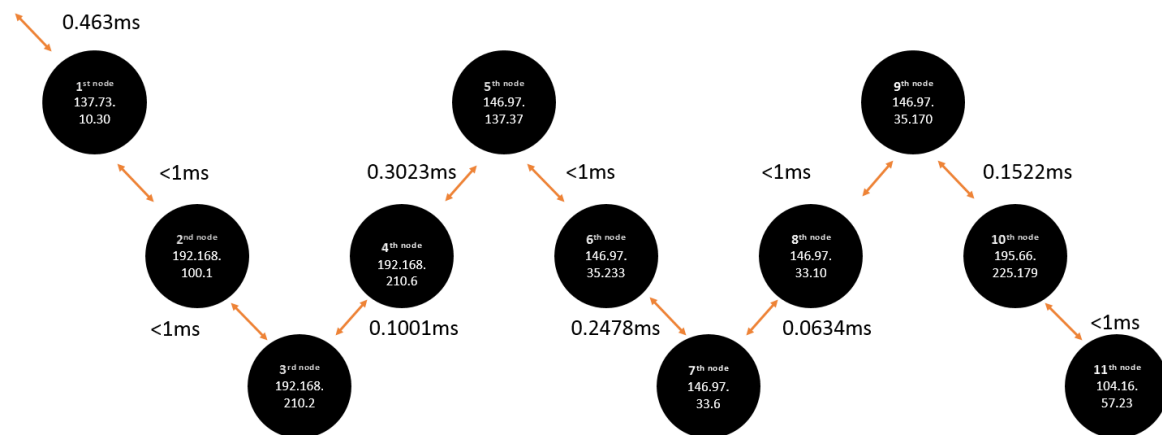 0.463ms
1st node
137.73.
10.30
<1ms
2nd node
192.168.
100.1
<1ms
3rd node
192.168.
210.2
0.1001ms
4th node
192.168.
210.6
0.3023ms
5th node
146.97.
137.37
<1ms
6th node
146.97.
35.233
0.2478ms
7th node
146.97.
33.6
0.0634ms
8th node
146.97.
33.10
<1ms
9th node
146.97.
35.170
0.1522ms
10th node
195.66.
225.179
<1ms
11th node
104.16.
57.23